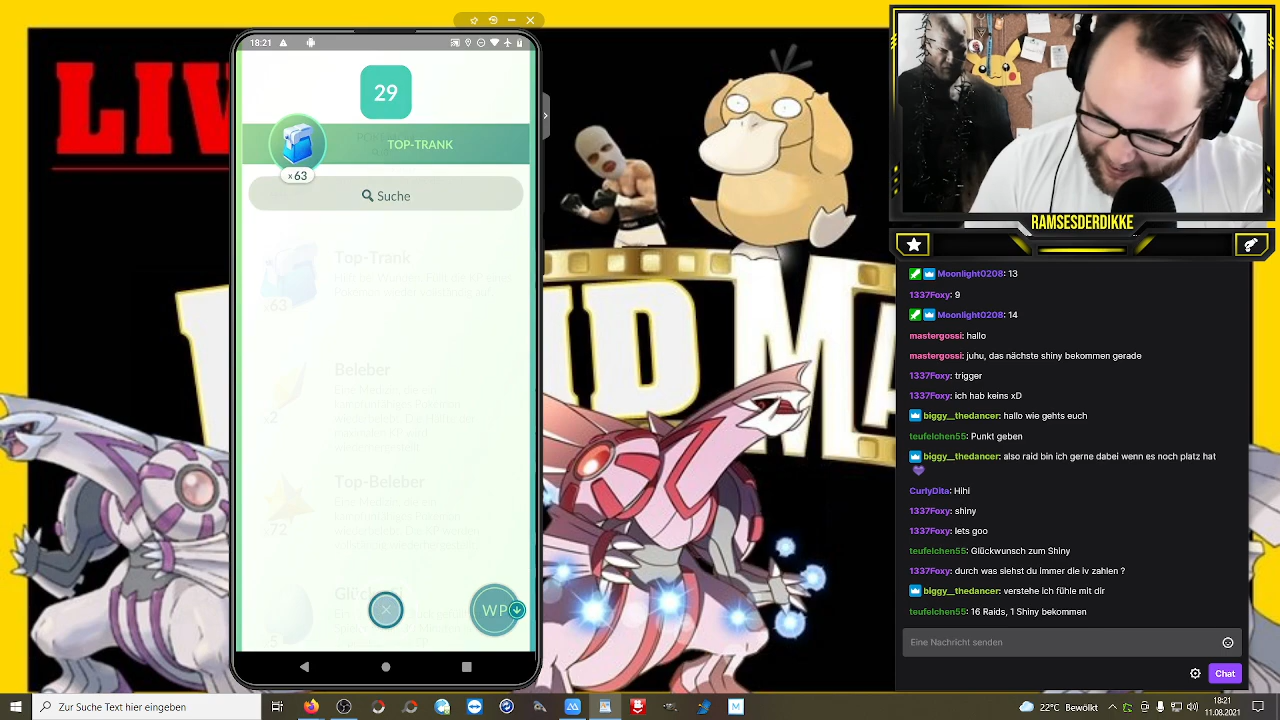 LIV
D MA
18:21
29
TOP-TRANK
x 63
Suche
Top-Trank
x63
Beleber
x2
Top-Beleber
x72
5
WP
RAMSESDERDIKKE
Moonlight0208: 13
1337Foxy: 9
Moonlight0208: 14
mastergossi: hallo
mastergossi: juhu, das nächste shiny bekommen gerade
1337Foxy: trigger
1337Foxy: ich hab keins xD
biggy__thedancer: hallo wie gehts euch
teufelchen55: Punkt geben
biggy__thedancer: also raid bin ich gerne dabei wenn es noch platz hat
CurlyDita: Hihi
1337Foxy: shiny
1337Foxy: lets goo
teufelchen55: Glückwunsch zum Shiny
1337Foxy: durch was siehst du immer die iv zahlen ?
biggy__thedancer: verstehe ich fühle mit dir
teufelchen55: 16 Raids, 1 Shiny bekommen
Eine Nachricht senden
Chat
Zur Suche Text hier eingeben
22°C
18:21
11.08.2021